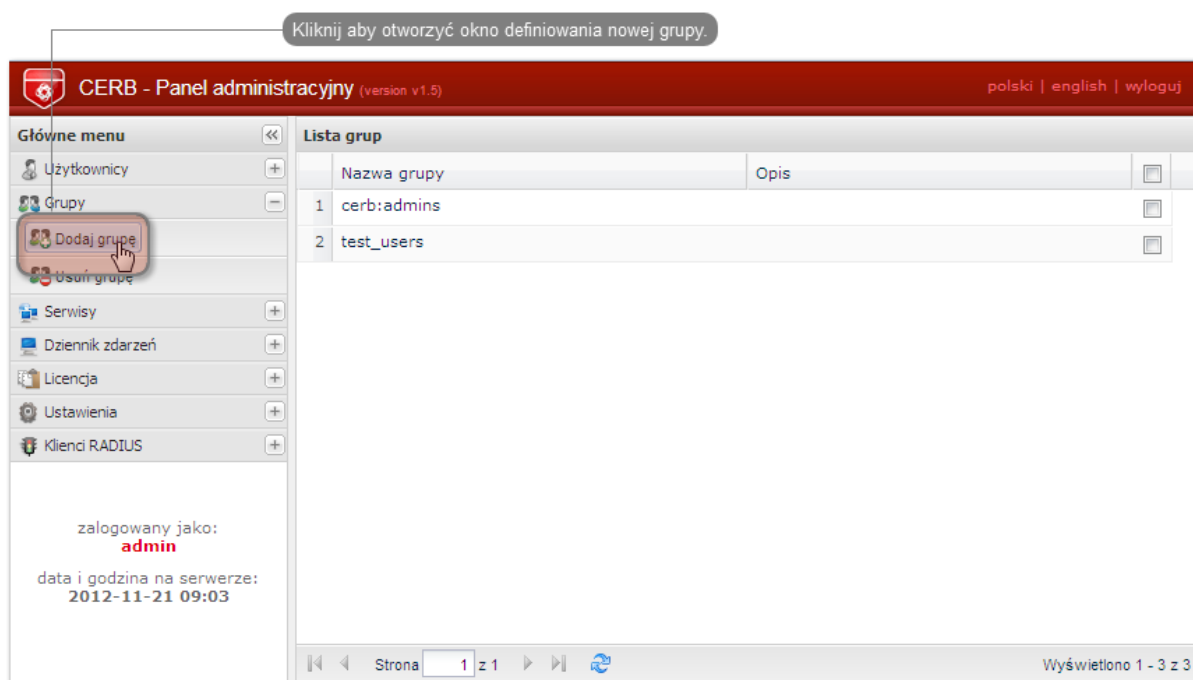 Kliknij aby otworzyć okno definiowania nowej grupy.
CERB - Panel administracyjny (version v1.5)
polski | english | wyloguj
Główne menu
Użytkownicy
Grupy
Dodaj grupę
Usuń grupę
Serwisy
Dziennik zdarzeń
Licencja
Ustawienia
Klienci RADIUS
zalogowany jako:
admin
data i godzina na serwerze:
2012-11-21 09:03
Lista grup
Nazwa grupy Opis
1 cerb:admins
2 test_users
Strona 1 z 1
Wyświetlono 1 - 3 z 3